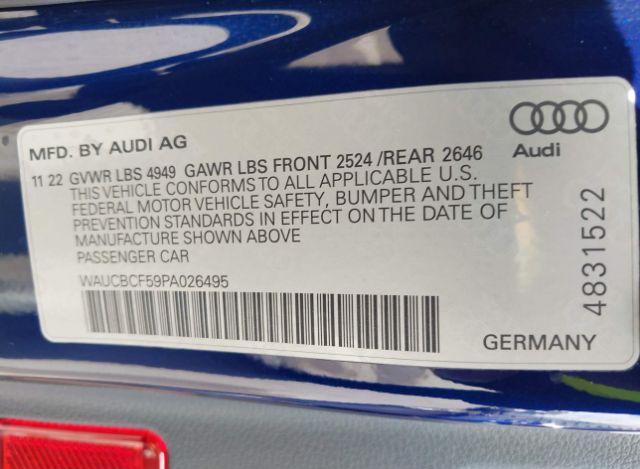 MFD. BY AUDI AG
Audi
11 22 GVWR LBS 4949 GAWR LBS FRONT 2524 /REAR 2646
THIS VEHICLE CONFORMS TO ALL APPLICABLE U.S.
FEDERAL MOTOR VEHICLE SAFETY, BUMPER AND THEFT
PREVENTION STANDARDS IN EFFECT ON THE DATE OF
MANUFACTURE SHOWN ABOVE
PASSENGER CAR
WAUCBCF59PA026495
GERMANY
4831522